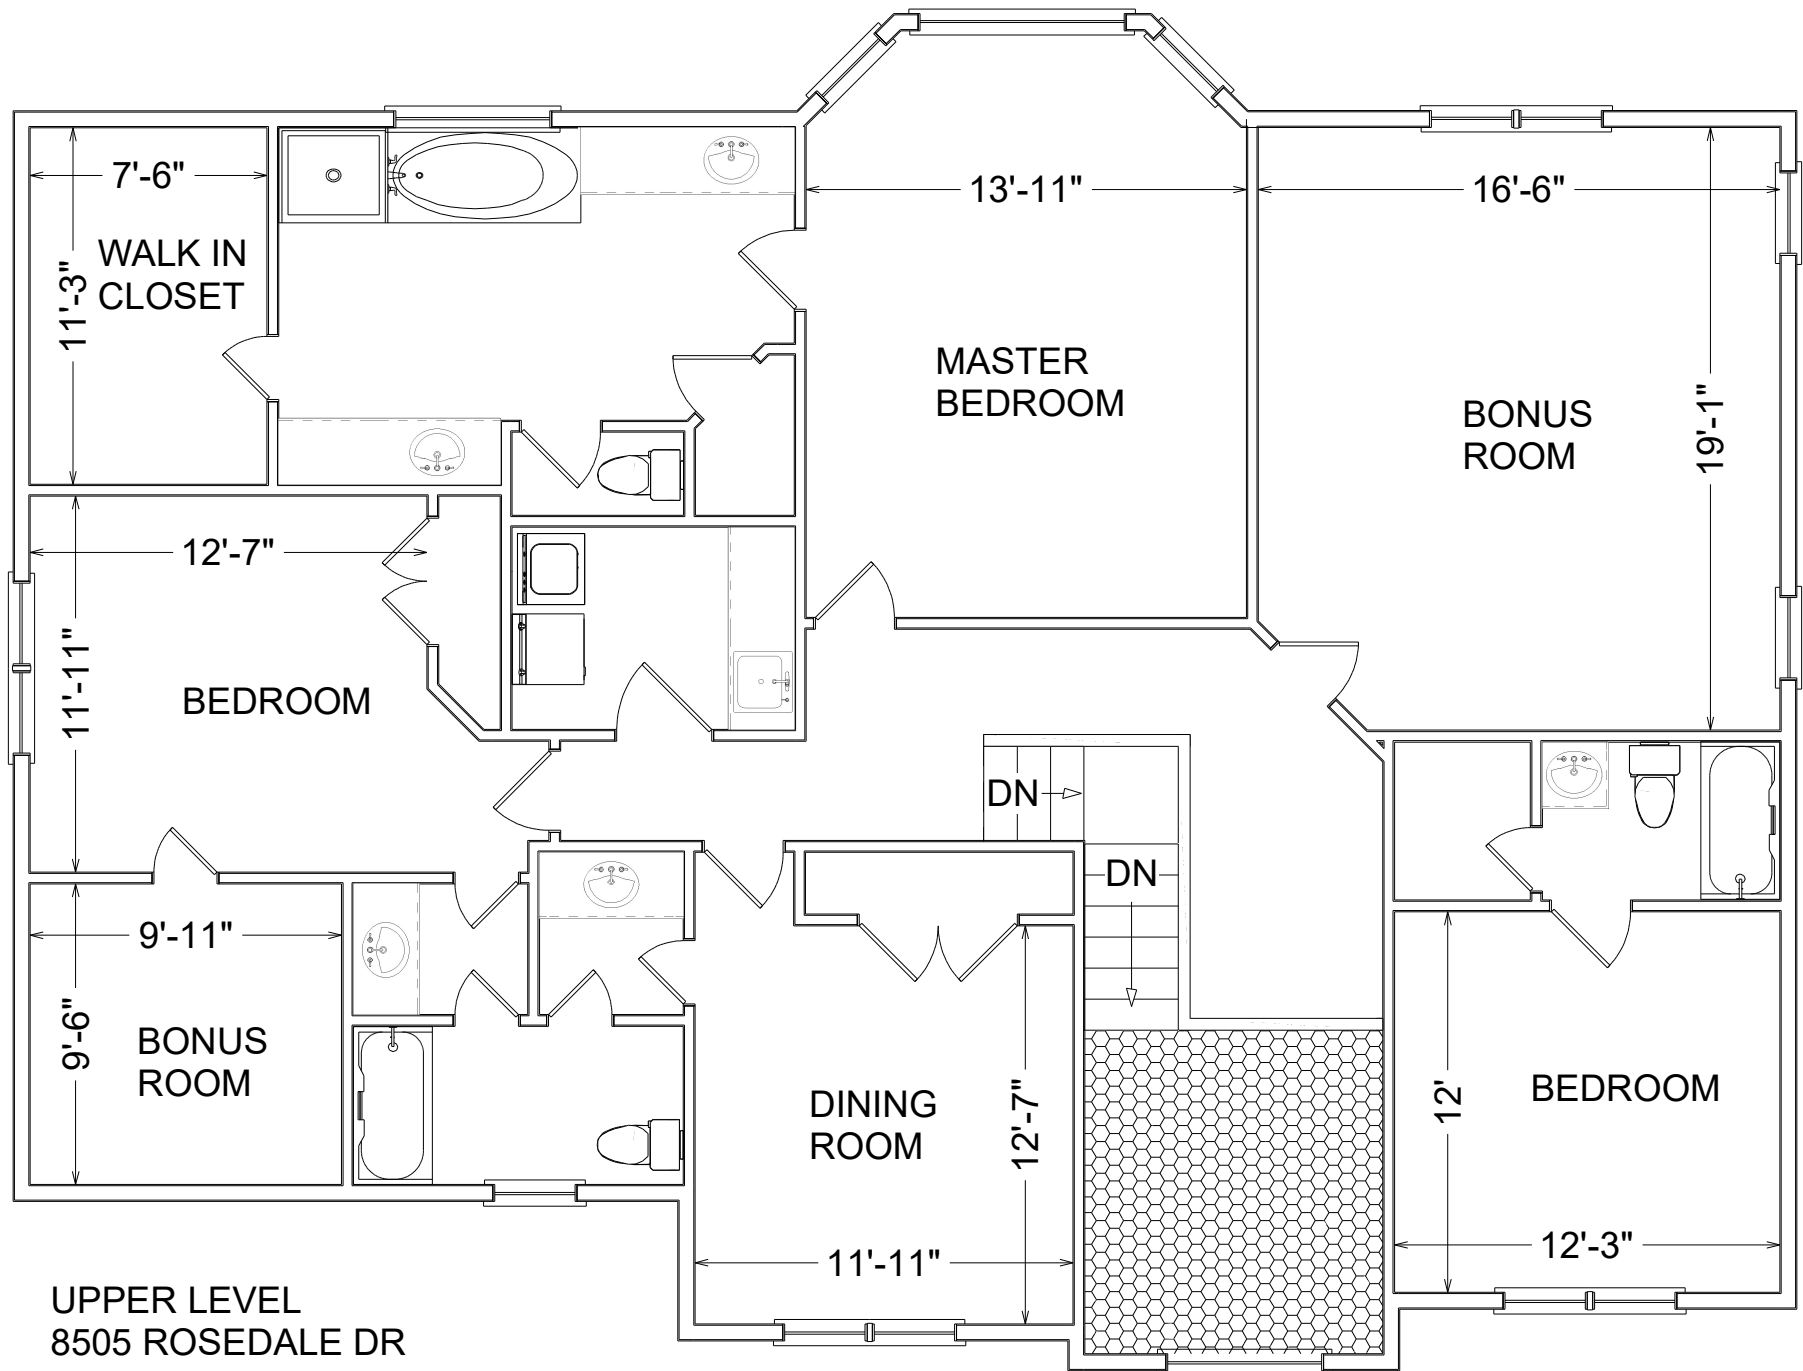 7'-6"
13'-11"
16'-6"
WALK IN
CLOSET
11'-3"
MASTER
BEDROOM
BONUS
ROOM
19'-1"
12'-7"
11'-11"
BEDROOM
DN
DN
9'-11"
9'-6"
BONUS
ROOM
DINING
ROOM
12'-7"
12'
BEDROOM
11'-11"
12'-3"
UPPER LEVEL
8505 ROSEDALE DR